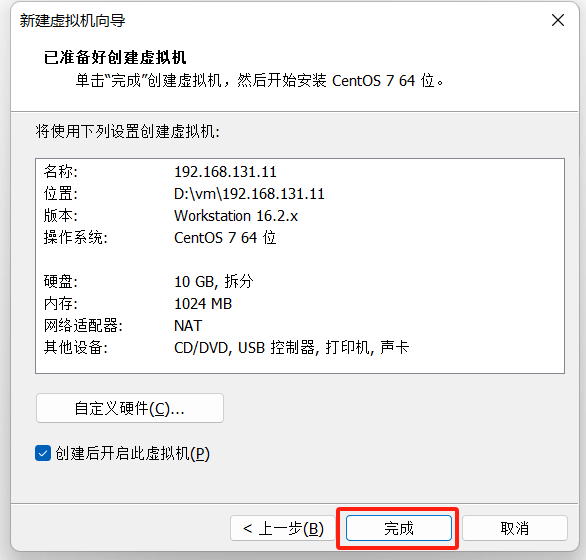 新建虚拟机向导
已准备好创建虚拟机
单击“完成”创建虚拟机，然后开始安装 CentOS 7 64 位。
将使用下列设置创建虚拟机:
名称: 192.168.131.11
位置: D:\vm\192.168.131.11
版本: Workstation 16.2.x
操作系统: CentOS 7 64 位
硬盘: 10 GB, 拆分
内存: 1024 MB
网络适配器: NAT
其他设备: CD/DVD, USB 控制器, 打印机, 声卡
自定义硬件(C)...
创建后开启此虚拟机(P)
< 上一步(B) 完成 取消